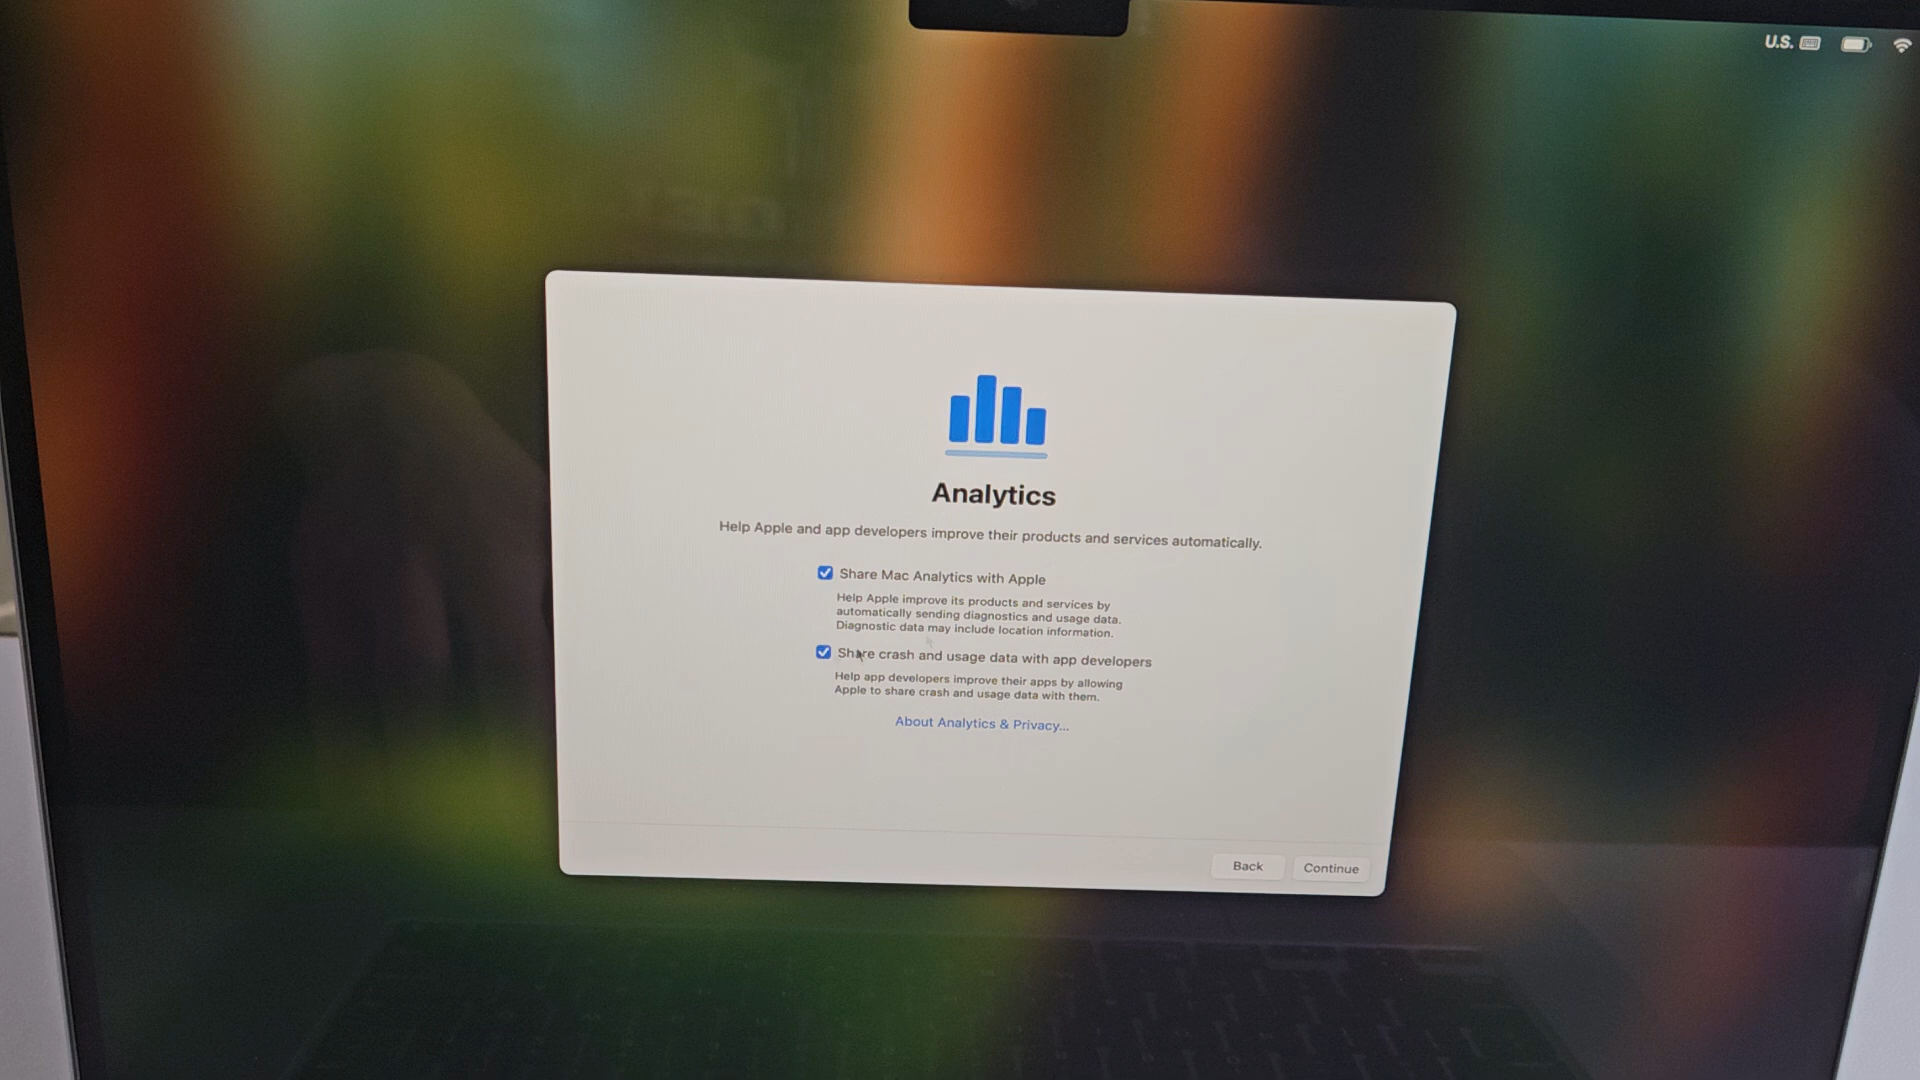 U.S.
Analytics
Help Apple and app developers improve their products and services automatically.
Share Mac Analytics with Apple
Help Apple improve its products and services by
automatically sending diagnostics and usage data.
Diagnostic data may include location information.
Share crash and usage data with app developers
Help app developers improve their apps by allowing
Apple to share crash and usage data with them.
About Analytics & Privacy...
Back
Continue